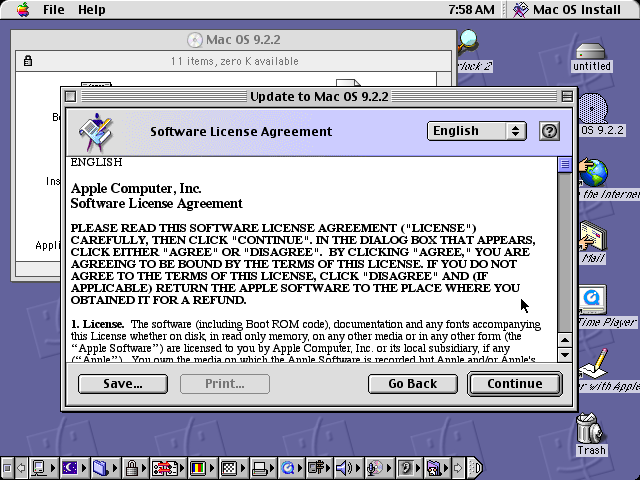 File Help 7:58 AM Mac OS Install
Mac OS 9.2.2
11 items, zero K available
Update to Mac OS 9.2.2
Software License Agreement
English
ENGLISH
Apple Computer, Inc.
Software License Agreement
PLEASE READ THIS SOFTWARE LICENSE AGREEMENT ("LICENSE")
CAREFULLY, THEN CLICK "CONTINUE". IN THE DIALOG BOX THAT APPEARS,
CLICK EITHER "AGREE" OR "DISAGREE". BY CLICKING "AGREE," YOU ARE
AGREEING TO BE BOUND BY THE TERMS OF THIS LICENSE. IF YOU DO NOT
AGREE TO THE TERMS OF THIS LICENSE, CLICK "DISAGREE" AND (IF
APPLICABLE) RETURN THE APPLE SOFTWARE TO THE PLACE WHERE YOU
OBTAINED IT FOR A REFUND.
1. License. The software (including Boot ROM code), documentation and any fonts accompanying
this License whether on disk, in read only memory, on any other media or in any other form (the
“Apple Software”) are licensed to you by Apple Computer, Inc. or its local subsidiary, if any
(“Apple”). You own the media on which the Apple Software is recorded but Apple and/or Apple's
Save...
Print...
Go Back
Continue
Be
Ins
Appli
rlock 2
untitled
OS 9.2.2
the Internet
Mail
Time Player
er with Apple
Trash